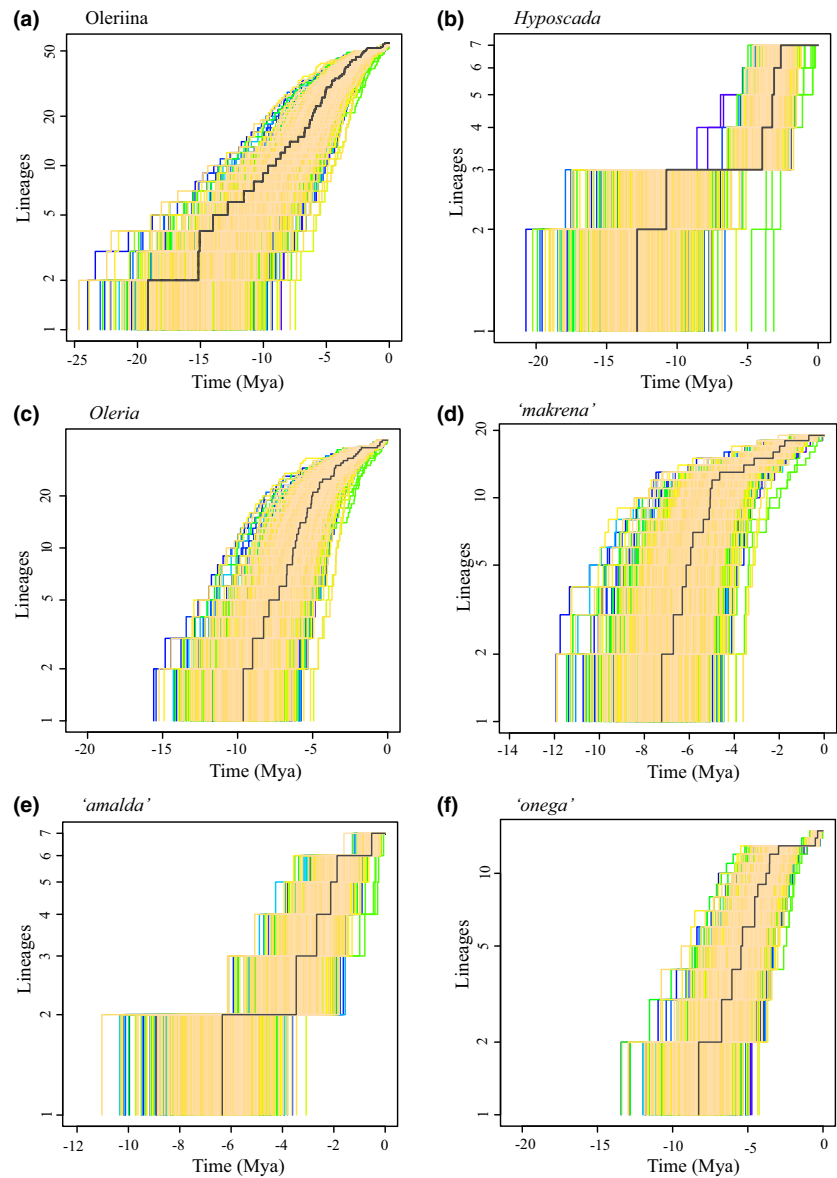 (a) Oleriina
Lineages
50
20
10
5
2
1
-25 -20 -15 -10 -5 0
Time (Mya)
(b) Hyposcada
Lineages
7
6
5
4
3
2
1
-20 -15 -10 -5 0
Time (Mya)
(c) Oleria
Lineages
20
10
5
2
1
-20 -15 -10 -5 0
Time (Mya)
(d) ‘makrena’
Lineages
20
10
5
2
1
-14 -12 -10 -8 -6 -4 -2 0
Time (Mya)
(e) ‘amalda’
Lineages
7
6
5
4
3
2
1
-12 -10 -8 -6 -4 -2 0
Time (Mya)
(f) ‘onega’
Lineages
10
5
2
1
-20 -15 -10 -5 0
Time (Mya)